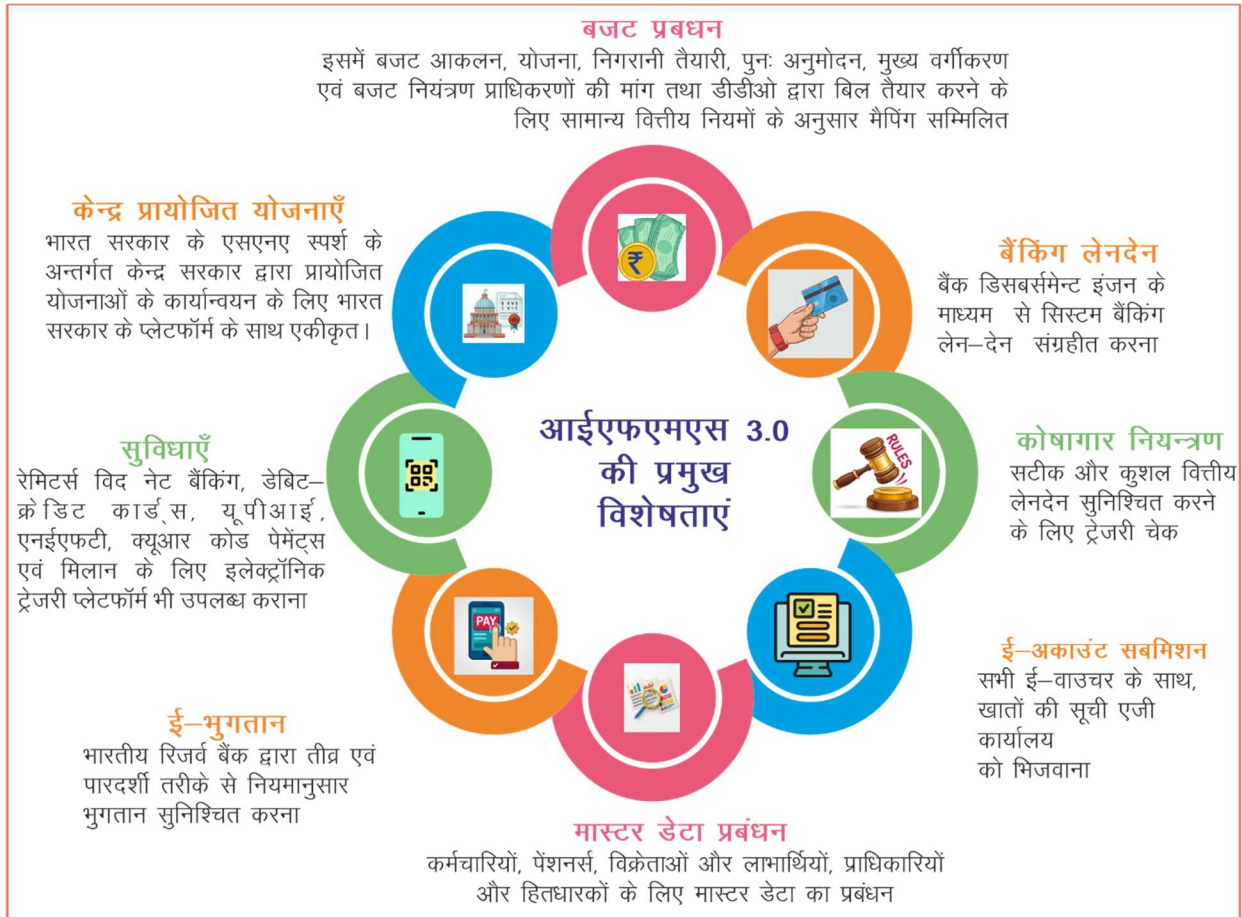 बजट प्रबधन
इसमें बजट आकलन, योजना, निगरानी तैयारी, पुनः अनुमोदन, मुख्य वर्गीकरण
एवं बजट नियंत्रण प्राधिकरणों की मांग तथा डीडीओ द्वारा बिल तैयार करने के
लिए सामान्य वित्तीय नियमों के अनुसार मैपिंग सम्मिलित
केन्द्र प्रायोजित योजनाएँ
भारत सरकार के एसएनए स्पर्श के
अन्तर्गत केन्द्र सरकार द्वारा प्रायोजित
योजनाओं के कार्यान्वयन के लिए भारत
सरकार के प्लेटफॉर्म के साथ एकीकृत।
बैंकिंग लेनदेन
बैंक डिसबर्समेन्ट इंजन के
माध्यम से सिस्टम बैंकिंग
लेन–देन संग्रहीत करना
आईएफएमएस 3.0
की प्रमुख
विशेषताएं
सुविधाएँ
रेमिटर्स विद नेट बैंकिंग, डेबिट–
क्रेडिट कार्ड्स, यूपीआई,
एनईएफटी, क्यूआर कोड पेमेंट्स
एवं मिलान के लिए इलेक्ट्रॉनिक
ट्रेजरी प्लेटफॉर्म भी उपलब्ध कराना
RULES
कोषागार नियन्त्रण
सटीक और कुशल वित्तीय
लेनदेन सुनिश्चित करने
के लिए ट्रेजरी चेक
PAY
ई–भुगतान
भारतीय रिजर्व बैंक द्वारा तीव्र एवं
पारदर्शी तरीके से नियमानुसार
भुगतान सुनिश्चित करना
ई–अकाउंट सबमिशन
सभी ई–वाउचर के साथ,
खातों की सूची एजी
कार्यालय
को भिजवाना
मास्टर डेटा प्रबंधन
कर्मचारियों, पेंशनर्स, विक्रेताओं और लाभार्थियों, प्राधिकारियों
और हितधारकों के लिए मास्टर डेटा का प्रबंधन